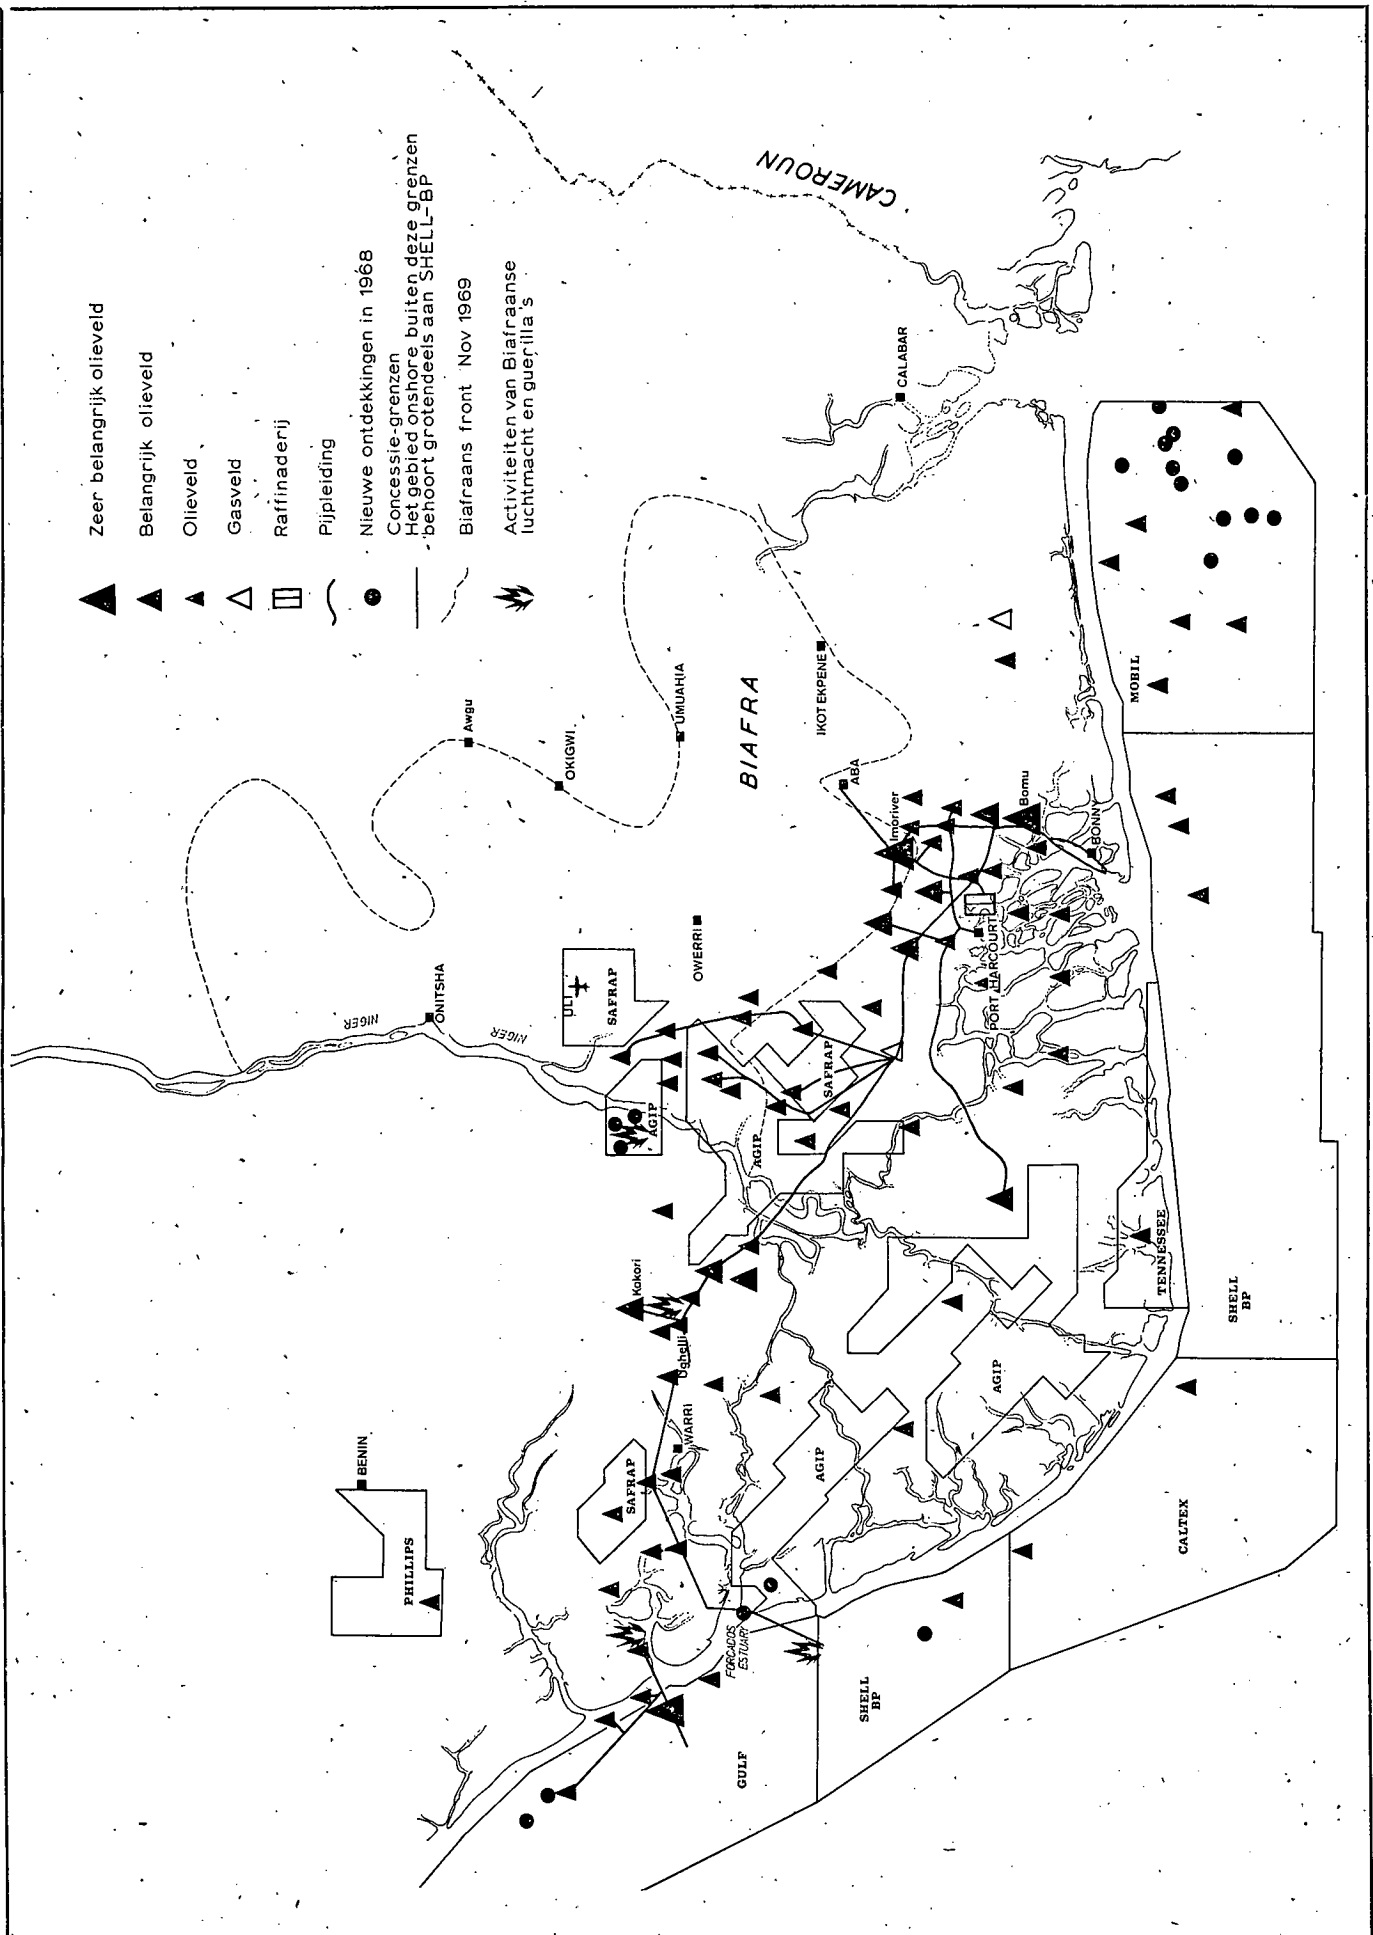 Zeer belangrijk olieveld
Belangrijk olieveld
Olieveld
Gasveld
Raffinaderij
Pijpleiding
Nieuwe ontdekkingen in 1968
Concessie-grenzen
Het gebied onshore buiten deze grenzen
behoort grotendeels aan SHELL-BP
Biafraans front Nov 1969
Activiteiten van Biafraanse
luchtmacht en guerilla's
CAMEROUN
CALABAR
Awgu
OKIGWI
UMUAHIA
BIAFRA
IKOT EKPENE
ABA
Imoriver
Bomu
BONNY
MOBIL
ONITSHA
NIGER
NIGER
ULI
SAFRAP
OWERRI
PORT HARCOURT
AGIP
AGIP
SAFRAP
Kokori
Ughelli
WARRI
BENIN
PHILLIPS
SAFRAP
AGIP
AGIP
TENNESSEE
SHELL
BP
CALTEX
FORCADOS
ESTUARY
SHELL
BP
GULF